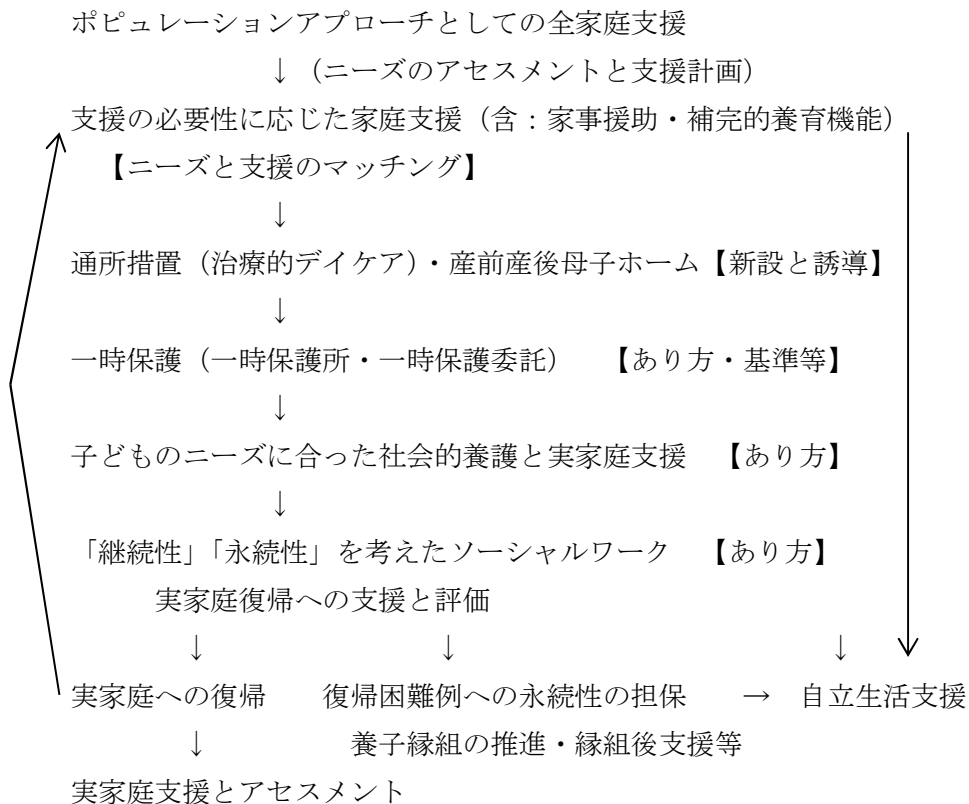 ポピュレーションアプローチとしての全家庭支援
↓(ニーズのアセスメントと支援計画)
支援の必要性に応じた家庭支援(含:家事援助・補完的養育機能)
【ニーズと支援のマッチング】
↓
通所措置(治療的デイケア)・産前産後母子ホーム【新設と誘導】
↓
一時保護(一時保護所・一時保護委託) 【あり方・基準等】
↓
子どものニーズに合った社会的養護と実家庭支援 【あり方】
↓
「継続性」「永続性」を考えたソーシャルワーク 【あり方】
実家庭復帰への支援と評価
↓ ↓ ↓
実家庭への復帰 復帰困難例への永続性の担保 → 自立生活支援
↓ 養子縁組の推進・縁組後支援等
実家庭支援とアセスメント